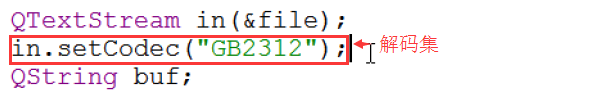 QTextStream in(&file);
in.setCodec("GB2312"); 解码集
QString buf;